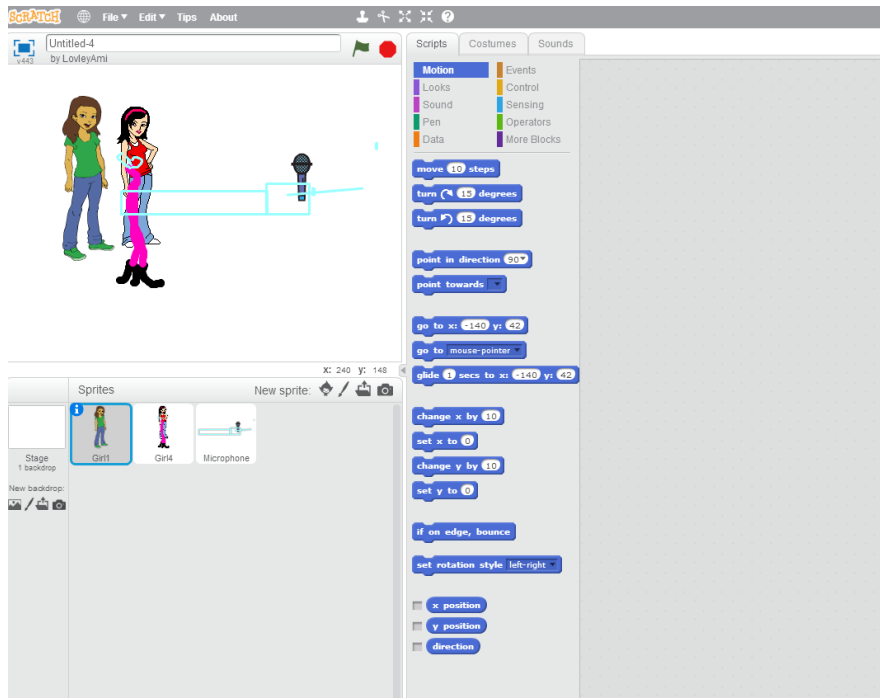 SCRATCH File Edit Tips About
Untitled-4
by LovleyAmi
v443
x: 240 y: 148
Sprites New sprite:
Stage
1 backdrop
New backdrop:
Girl1 Girl4 Microphone
Scripts Costumes Sounds
Motion Events
Looks Control
Sound Sensing
Pen Operators
Data More Blocks
move 10 steps
turn 15 degrees
turn 15 degrees
point in direction 90
point towards
go to x: -140 y: 42
go to mouse-pointer
glide 1 secs to x: -140 y: 42
change x by 10
set x to 0
change y by 10
set y to 0
if on edge, bounce
set rotation style left-right
x position
y position
direction